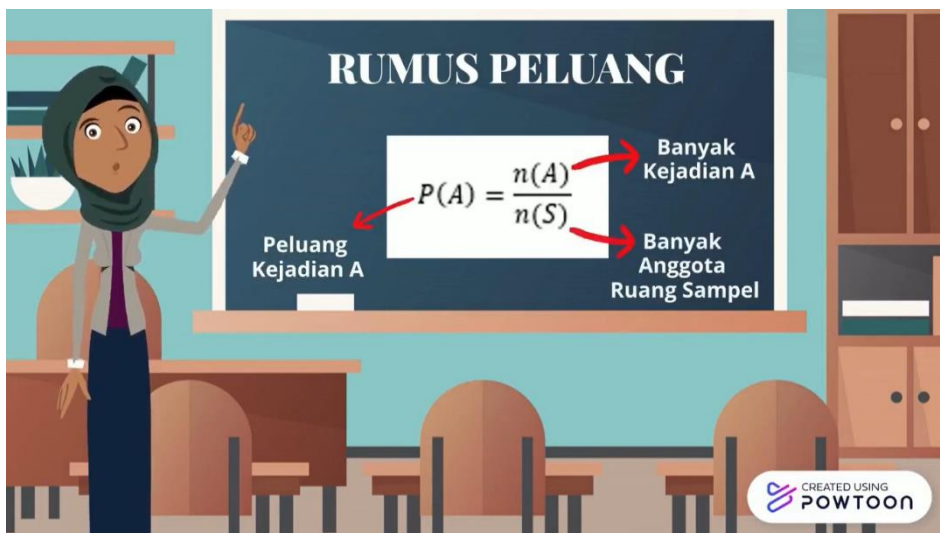 RUMUS PELUANG
P(A) = n(A)/n(S)
Banyak
Kejadian A
Peluang
Kejadian A
Banyak
Anggota
Ruang Sampel
CREATED USING
POWTOON